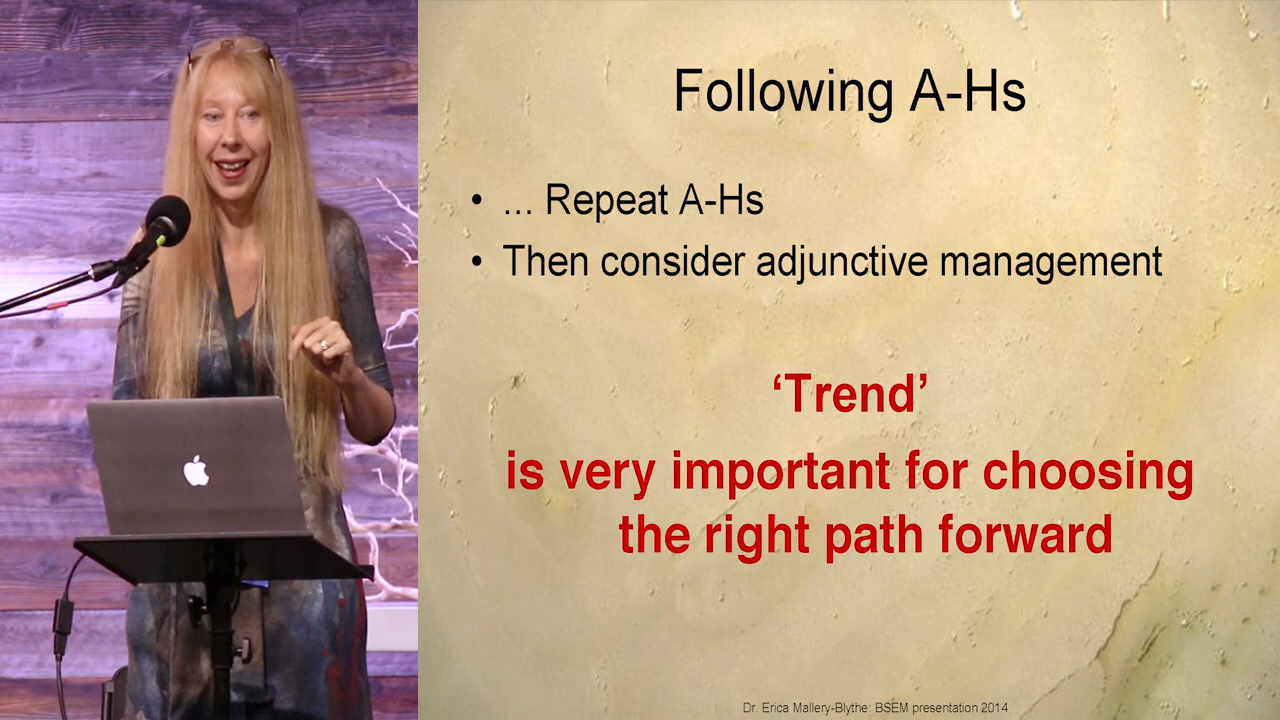 Following A-Hs
• ... Repeat A-Hs
• Then consider adjunctive management
‘Trend’
is very important for choosing
the right path forward
Dr. Erica Mallery-Blythe: BSEM presentation 2014